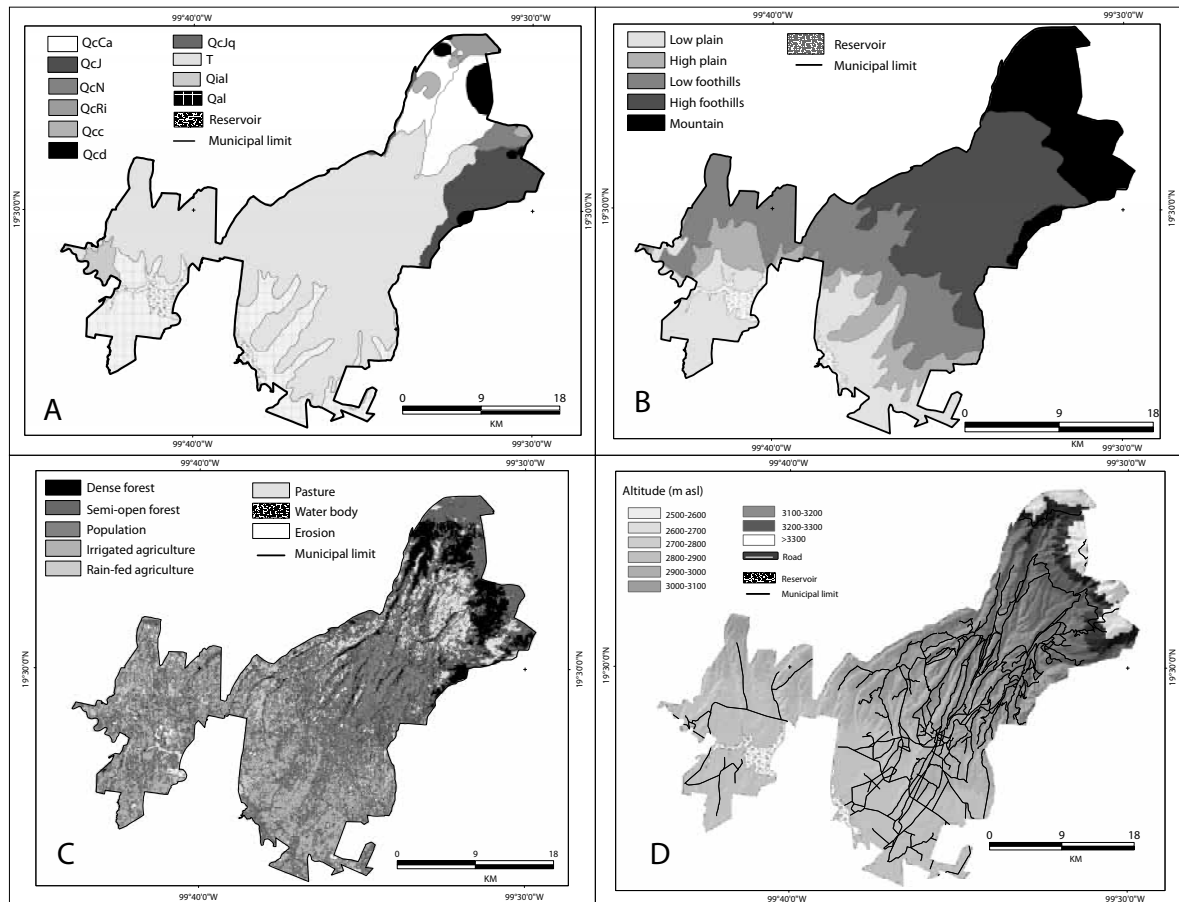 99°40'0"W
99°30'0"W
QcCa
QcJ
QcN
QcRi
Qcc
Qcd
QcJq
T
Qial
Qal
Reservoir
Municipal limit
19°30'0"N
19°30'0"N
A
0 9 18
KM
99°40'0"W
99°30'0"W
99°40'0"W
99°30'0"W
Low plain
High plain
Low foothills
High foothills
Mountain
Reservoir
Municipal limit
19°30'0"N
19°30'0"N
B
0 9 18
KM
99°40'0"W
99°30'0"W
99°40'0"W
99°30'0"W
Dense forest
Semi-open forest
Population
Irrigated agriculture
Rain-fed agriculture
Pasture
Water body
Erosion
Municipal limit
19°30'0"N
19°30'0"N
C
0 9 18
KM
99°40'0"W
99°30'0"W
Altitude (m asl)
2500-2600
2600-2700
2700-2800
2800-2900
2900-3000
3000-3100
3100-3200
3200-3300
>3300
Road
Reservoir
Municipal limit
19°30'0"N
19°30'0"N
D
0 9 18
KM
99°40'0"W
99°30'0"W